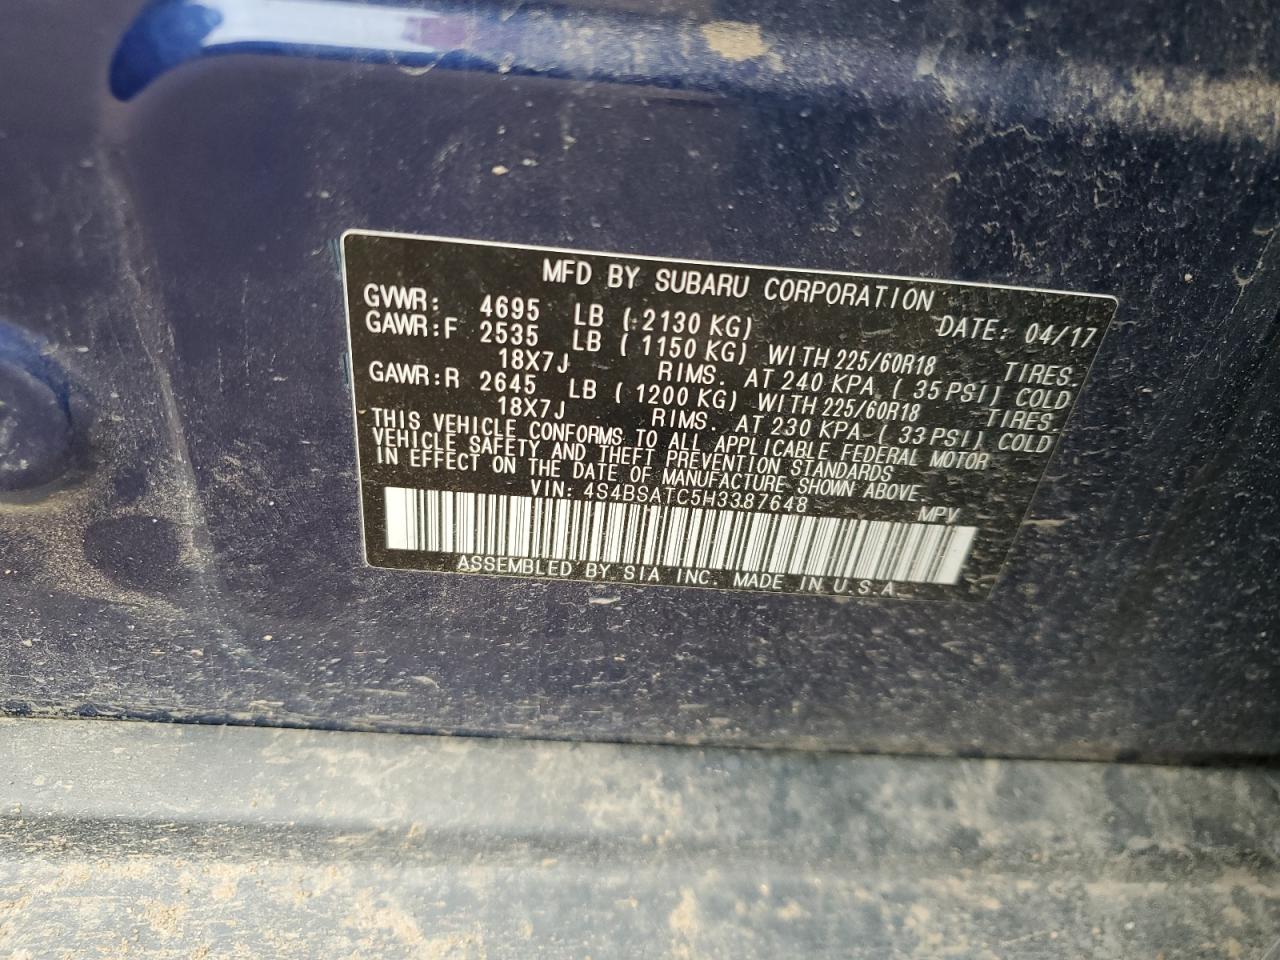 MFD BY SUBARU CORPORATION
GVWR: 4695 LB ( 2130 KG) DATE: 04/17
GAWR:F 2535 LB ( 1150 KG) WITH 225/60R18 TIRES.
18X7J RIMS. AT 240 KPA ( 35 PSI) COLD
GAWR:R 2645 LB ( 1200 KG) WITH 225/60R18 TIRES.
18X7J RIMS. AT 230 KPA ( 33 PSI) COLD
THIS VEHICLE CONFORMS TO ALL APPLICABLE FEDERAL MOTOR
VEHICLE SAFETY AND THEFT PREVENTION STANDARDS
IN EFFECT ON THE DATE OF MANUFACTURE SHOWN ABOVE
VIN: 4S4BSATC5H3387648 MPV
ASSEMBLED BY SIA INC. MADE IN U.S.A.